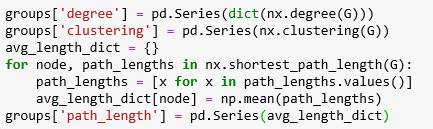 groups['degree'] = pd.Series(dict(nx.degree(G)))
groups['clustering'] = pd.Series(nx.clustering(G))
avg_length_dict = {}
for node, path_lengths in nx.shortest_path_length(G):
    path_lengths = [x for x in path_lengths.values()]
    avg_length_dict[node] = np.mean(path_lengths)
groups['path_length'] = pd.Series(avg_length_dict)